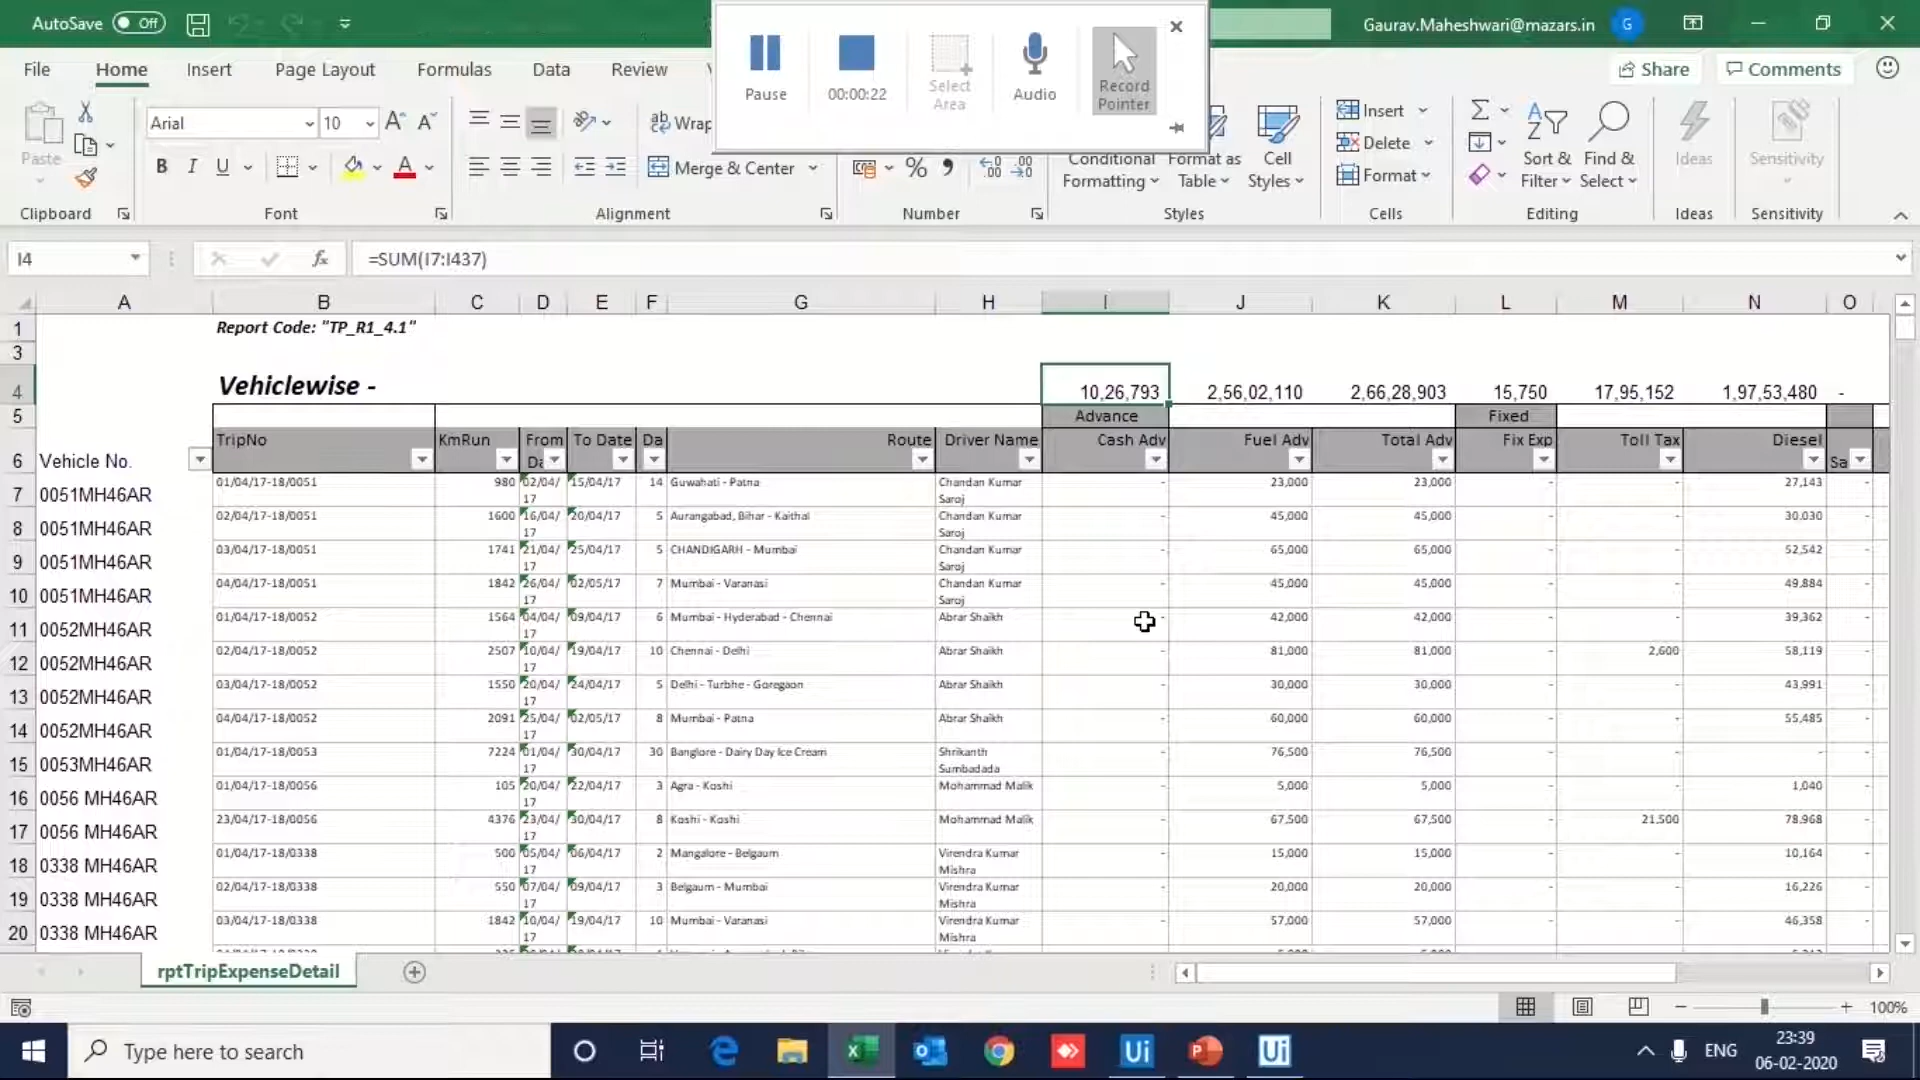 AutoSave Off
Gaurav.Maheshwari@mazars.in G
File Home Insert Page Layout Formulas Data Review
Share Comments
Pause 00:00:22 Select Area Audio Record Pointer
Paste
Arial 10
Wrap
B I U
Merge & Center
Conditional Formatting
Format as Table
Cell Styles
Insert
Delete
Format
Sort & Filter
Find & Select
Ideas
Sensitivity
Clipboard Font Alignment Number Styles Cells Editing Ideas Sensitivity
I4 fx =SUM(I7:I437)
A B C D E F G H I J K L M N O
1 Report Code: "TP_R1_4.1"
3
4 Vehiclewise - 10,26,793 2,56,02,110 2,66,28,903 15,750 17,95,152 1,97,53,480 -
5 Advance Fixed
6 Vehicle No. TripNo KmRun From Da To Date Da Route Driver Name Cash Adv Fuel Adv Total Adv Fix Exp Toll Tax Diesel Sa
7 0051MH46AR 01/04/17-18/0051 980 02/04/17 15/04/17 14 Guwahati - Patna Chandan Kumar Saroj - 23,000 23,000 - - 27,143 -
8 0051MH46AR 02/04/17-18/0051 1600 16/04/17 20/04/17 5 Aurangabad, Bihar - Kaithal Chandan Kumar Saroj - 45,000 45,000 - - 30,030 -
9 0051MH46AR 03/04/17-18/0051 1741 21/04/17 25/04/17 5 CHANDIGARH - Mumbai Chandan Kumar Saroj - 65,000 65,000 - - 52,542 -
10 0051MH46AR 04/04/17-18/0051 1842 26/04/17 02/05/17 7 Mumbai - Varanasi Chandan Kumar Saroj - 45,000 45,000 - - 49,884 -
11 0052MH46AR 01/04/17-18/0052 1564 04/04/17 09/04/17 6 Mumbai - Hyderabad - Chennai Abrar Shaikh - 42,000 42,000 - - 39,362 -
12 0052MH46AR 02/04/17-18/0052 2507 10/04/17 19/04/17 10 Chennai - Delhi Abrar Shaikh - 81,000 81,000 - 2,600 58,119 -
13 0052MH46AR 03/04/17-18/0052 1550 20/04/17 24/04/17 5 Delhi - Turbhe - Goregaon Abrar Shaikh - 30,000 30,000 - - 43,991 -
14 0052MH46AR 04/04/17-18/0052 2091 25/04/17 02/05/17 8 Mumbai - Patna Abrar Shaikh - 60,000 60,000 - - 55,485 -
15 0053MH46AR 01/04/17-18/0053 7224 01/04/17 30/04/17 30 Banglore - Dairy Day Ice Cream Shrikanth Sumbadada - 76,500 76,500 - - - -
16 0056 MH46AR 01/04/17-18/0056 105 20/04/17 22/04/17 3 Agra - Koshi Mohammad Malik - 5,000 5,000 - - 1,040 -
17 0056 MH46AR 23/04/17-18/0056 4376 23/04/17 30/04/17 8 Koshi - Koshi Mohammad Malik - 67,500 67,500 - 21,500 78,968 -
18 0338 MH46AR 01/04/17-18/0338 500 05/04/17 06/04/17 2 Mangalore - Belgaum Virendra Kumar Mishra - 15,000 15,000 - - 10,164 -
19 0338 MH46AR 02/04/17-18/0338 550 07/04/17 09/04/17 3 Belgaum - Mumbai Virendra Kumar Mishra - 20,000 20,000 - - 16,226 -
20 0338 MH46AR 03/04/17-18/0338 1842 10/04/17 19/04/17 10 Mumbai - Varanasi Virendra Kumar Mishra - 57,000 57,000 - - 46,358 -
rptTripExpenseDetail
100%
Type here to search
Ui Ui
ENG
23:39
06-02-2020